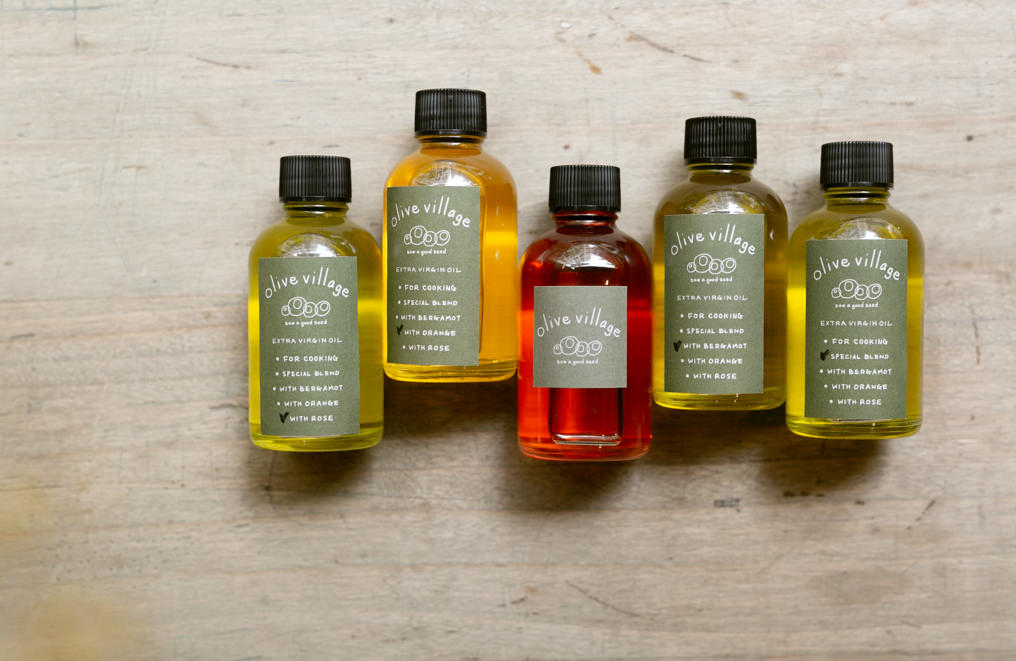 olive village
sow a good seed
EXTRA VIRGIN OIL
• FOR COOKING
• SPECIAL BLEND
• WITH BERGAMOT
• WITH ORANGE
✓ WITH ROSE
olive village
sow a good seed
EXTRA VIRGIN OIL
• FOR COOKING
• SPECIAL BLEND
• WITH BERGAMOT
✓ WITH ORANGE
• WITH ROSE
olive village
sow a good seed
olive village
sow a good seed
EXTRA VIRGIN OIL
• FOR COOKING
• SPECIAL BLEND
✓ WITH BERGAMOT
• WITH ORANGE
• WITH ROSE
olive village
sow a good seed
EXTRA VIRGIN OIL
• FOR COOKING
✓ SPECIAL BLEND
• WITH BERGAMOT
• WITH ORANGE
• WITH ROSE